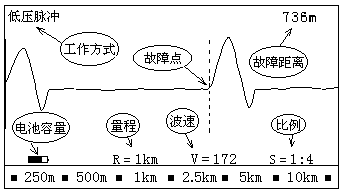 低压脉冲 736m
工作方式 故障点 故障距离
电池容量 量程 波速 比例
R=1km V=172 S=1:4
■ 250m ■ 500m ■ 1km ■ 2.5km ■ 5km ■ 10km ■